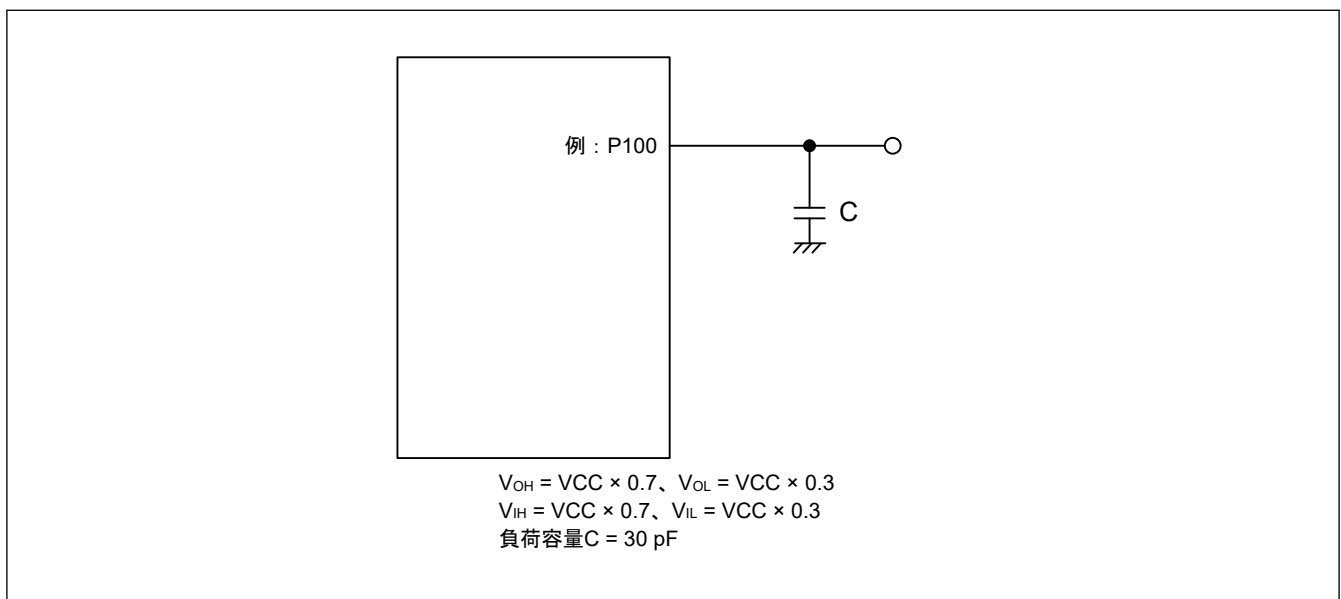 例：P100
C
VOH = VCC × 0.7、VOL = VCC × 0.3
VIH = VCC × 0.7、VIL = VCC × 0.3
負荷容量C = 30 pF